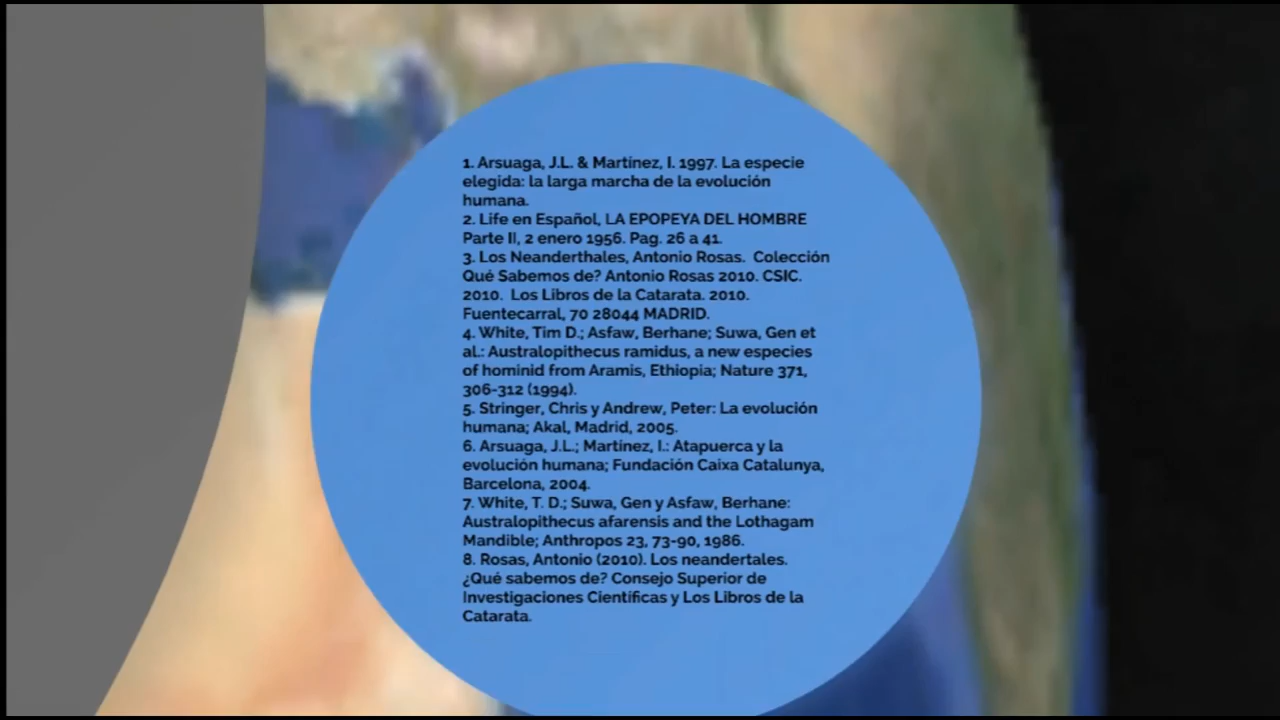 1. Arsuaga, J.L. & Martínez, I. 1997. La especie
elegida: la larga marcha de la evolución
humana.
2. Life en Español, LA EPOPEYA DEL HOMBRE
Parte II, 2 enero 1956. Pag. 26 a 41.
3. Los Neanderthales, Antonio Rosas.  Colección
Qué Sabemos de? Antonio Rosas 2010. CSIC.
2010.  Los Libros de la Catarata. 2010.
Fuentecarral, 70 28044 MADRID.
4. White, Tim D.; Asfaw, Berhane; Suwa, Gen et
al.: Australopithecus ramidus, a new species
of hominid from Aramis, Ethiopia; Nature 371,
306-312 (1994).
5. Stringer, Chris y Andrew, Peter: La evolución
humana; Akal, Madrid, 2005.
6. Arsuaga, J.L.; Martínez, I.: Atapuerca y la
evolución humana; Fundación Caixa Catalunya,
Barcelona, 2004.
7. White, T. D.; Suwa, Gen y Asfaw, Berhane:
Australopithecus afarensis and the Lothagam
Mandible; Anthropos 23, 73-90, 1986.
8. Rosas, Antonio (2010). Los neandertales.
¿Qué sabemos de? Consejo Superior de
Investigaciones Científicas y Los Libros de la
Catarata.